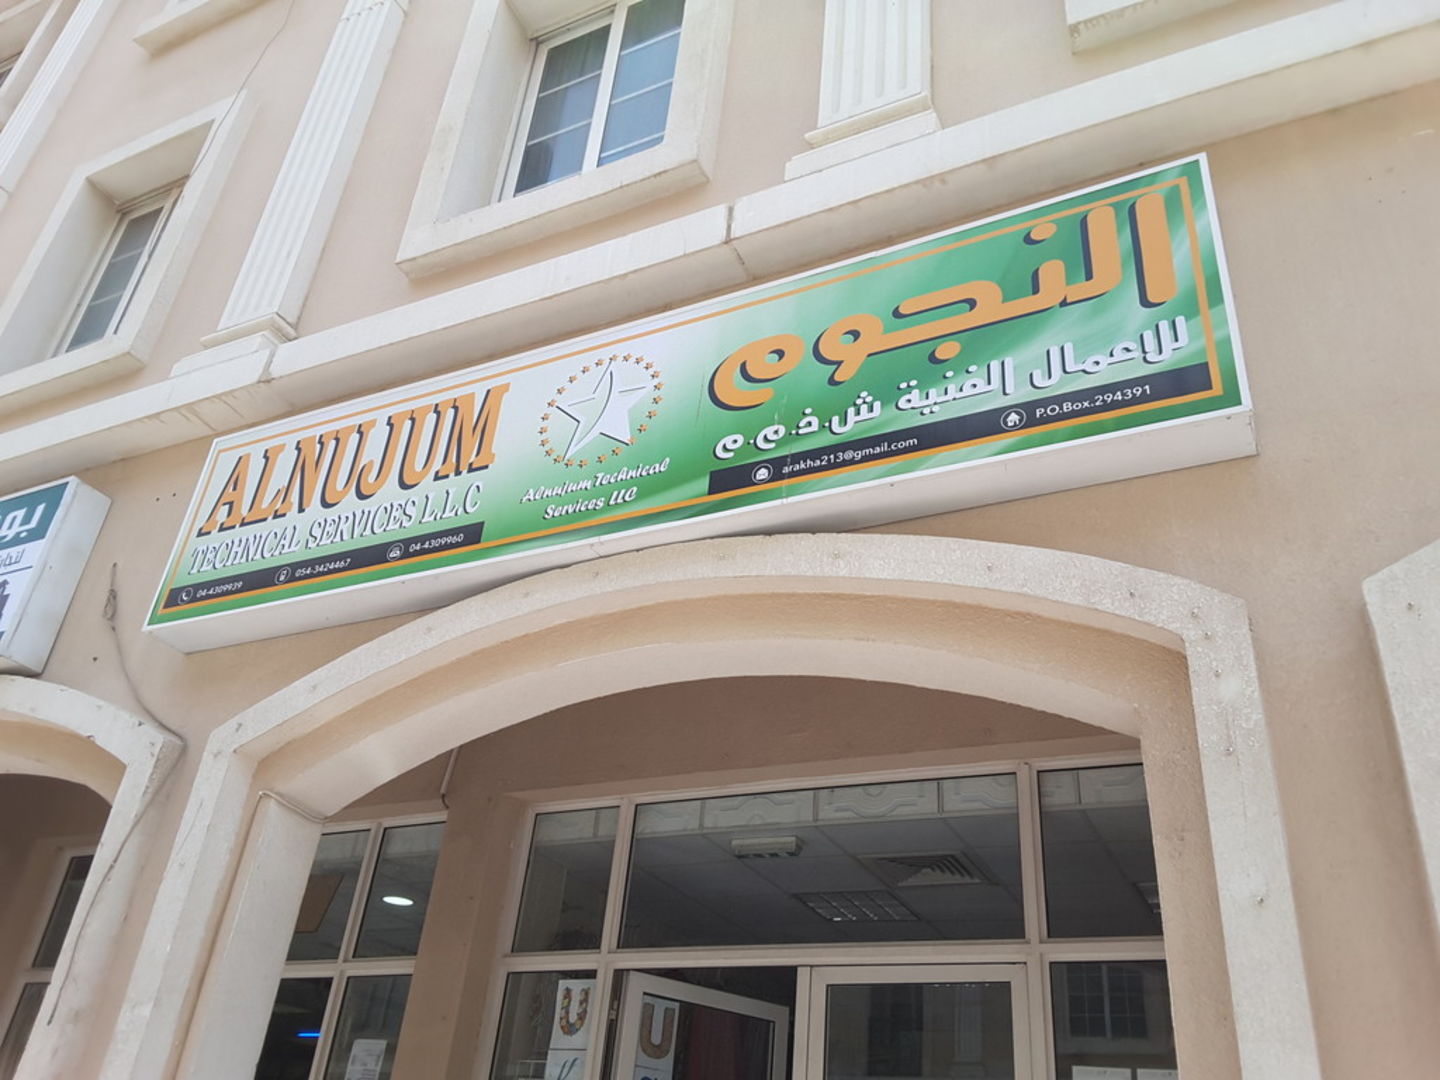 ALNUJUM
TECHNICAL SERVICES L.L.C
04-4309939
054-3424467
04-4309960
Alnujum Technical
Services LLC
النجوم
للاعمال الفنية ش.ذ.م.م
arakha213@gmail.com
P.O.Box.294391
U
U